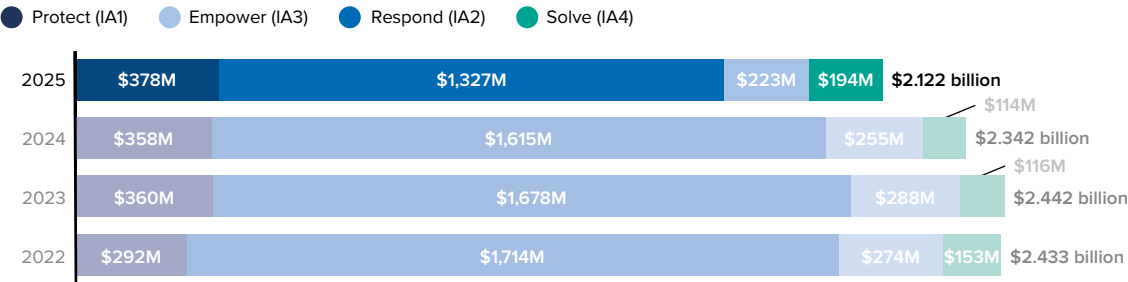 Protect (IA1) Empower (IA3) Respond (IA2) Solve (IA4)
2025 $378M $1,327M $223M $194M $2.122 billion
$114M
2024 $358M $1,615M $255M $2.342 billion
$116M
2023 $360M $1,678M $288M $2.442 billion
2022 $292M $1,714M $274M $153M $2.433 billion